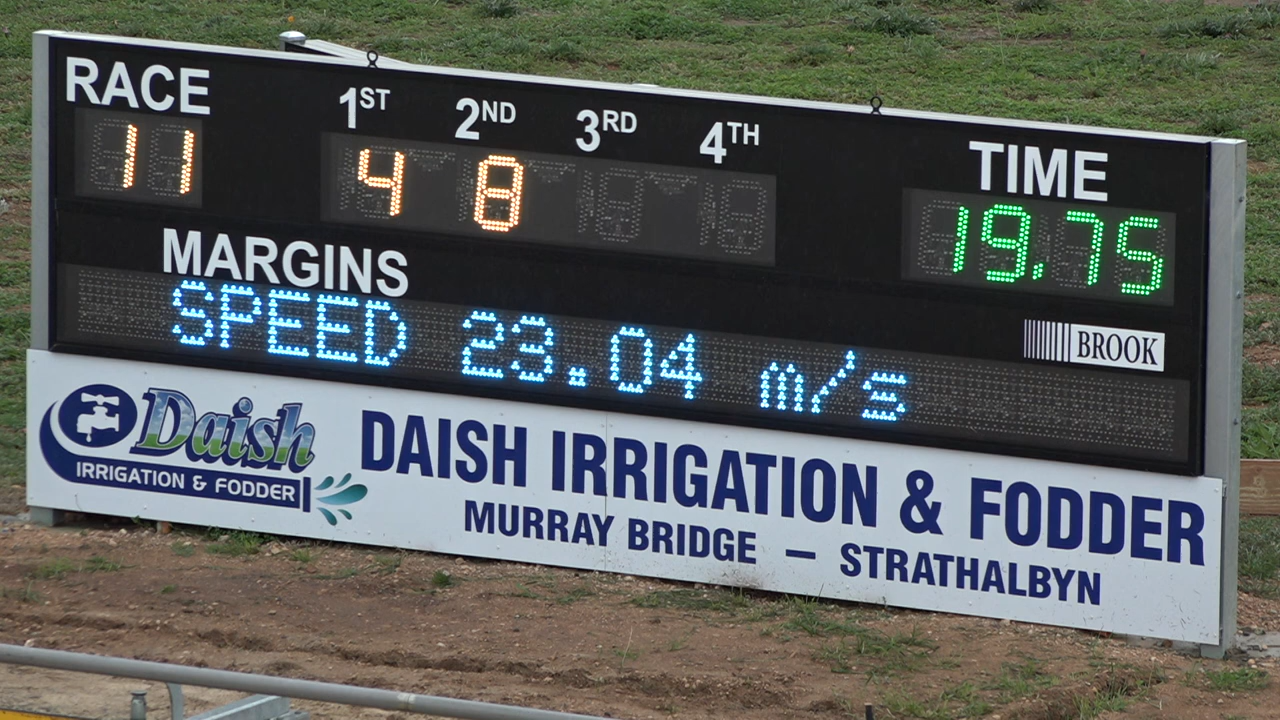 RACE 1ST 2ND 3RD 4TH TIME
11 4 8 19.75
MARGINS
SPEED 23.04 m/s
BROOK
Daish
IRRIGATION & FODDER
DAISH IRRIGATION & FODDER
MURRAY BRIDGE — STRATHALBYN